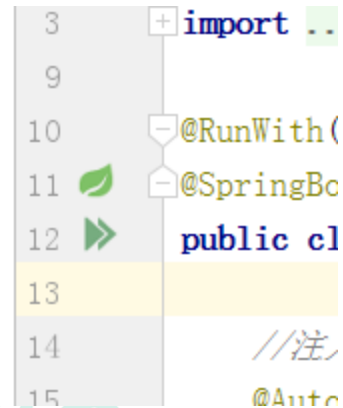 3 import ..
9
10 @RunWith(
11 @SpringBo
12 public cl
13
14 //注
15 @Auto